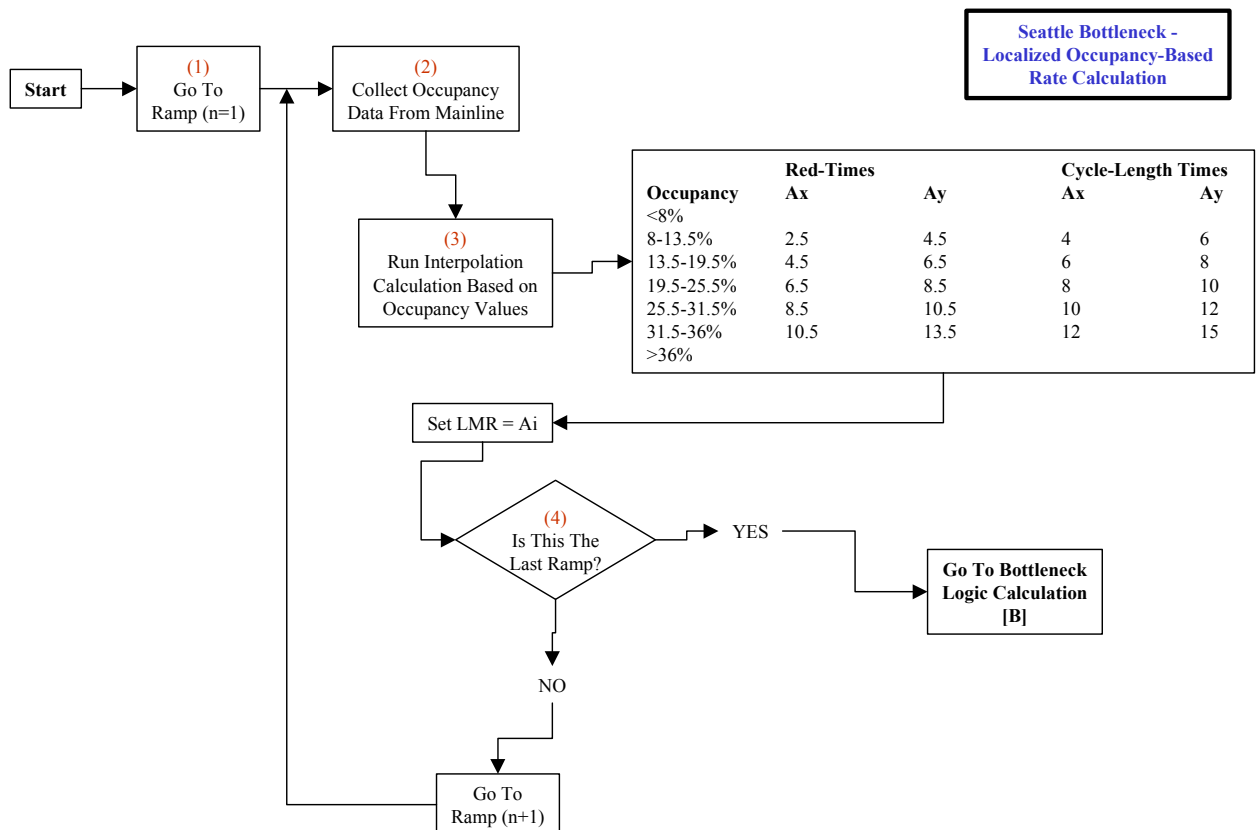 Seattle Bottleneck -
Localized Occupancy-Based
Rate Calculation
Start
(1)
Go To
Ramp (n=1)
(2)
Collect Occupancy
Data From Mainline
(3)
Run Interpolation
Calculation Based on
Occupancy Values
Red-Times Cycle-Length Times
Occupancy Ax Ay Ax Ay
<8%
8-13.5% 2.5 4.5 4 6
13.5-19.5% 4.5 6.5 6 8
19.5-25.5% 6.5 8.5 8 10
25.5-31.5% 8.5 10.5 10 12
31.5-36% 10.5 13.5 12 15
>36%
Set LMR = Ai
(4)
Is This The
Last Ramp?
YES
Go To Bottleneck
Logic Calculation
[B]
NO
Go To
Ramp (n+1)